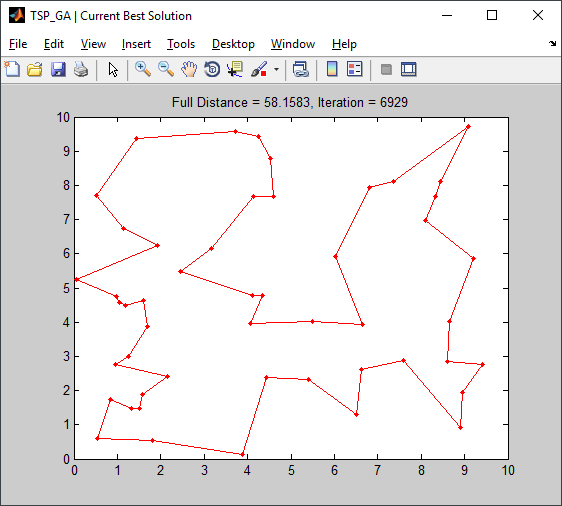 TSP_GA | Current Best Solution
File Edit View Insert Tools Desktop Window Help
Full Distance = 58.1583, Iteration = 6929
10
9
8
7
6
5
4
3
2
1
0
0 1 2 3 4 5 6 7 8 9 10